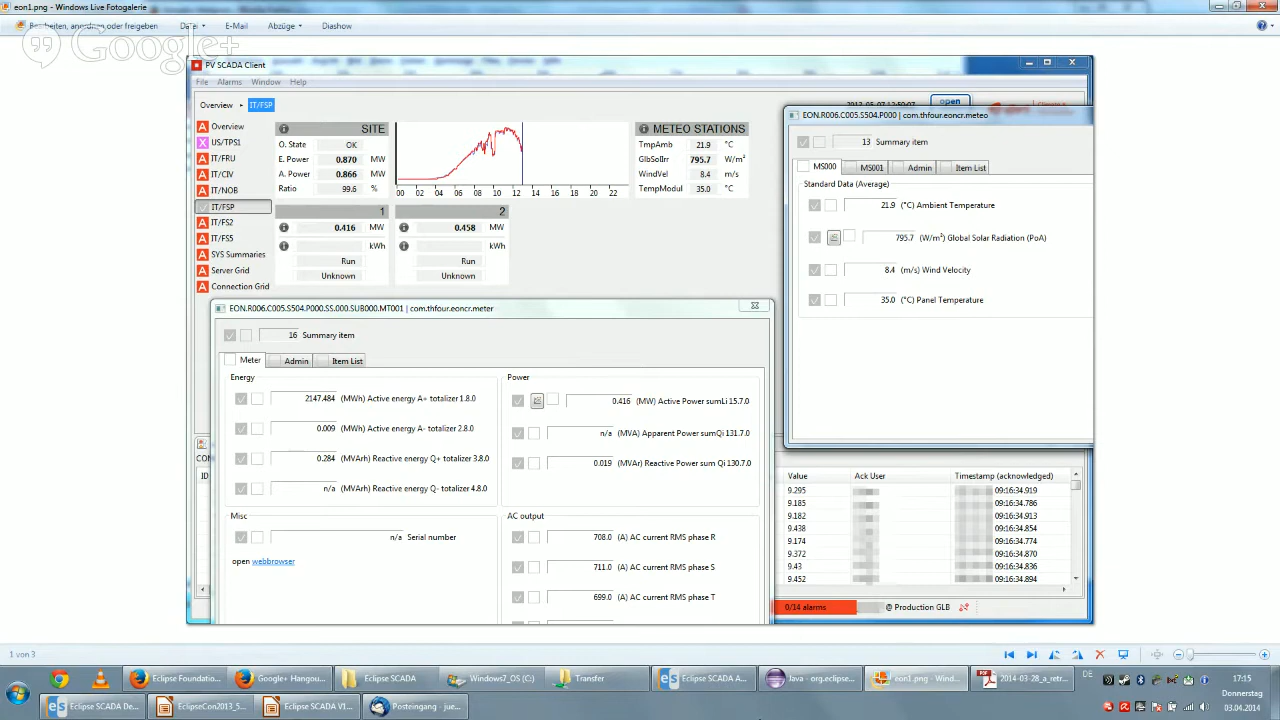 eon1.png - Windows Live Fotogalerie
Bearbeiten, anordnen oder freigeben Datei E-Mail Abzüge Diashow
Google+
PV SCADA Client
File Alarms Window Help
Overview IT/FSP
open
Overview
US/TPS1
IT/FRU
IT/CIV
IT/NOB
IT/FSP
IT/FS2
IT/FS5
SYS Summaries
Server Grid
Connection Grid
SITE
O. State OK
E. Power 0.870 MW
A. Power 0.866 MW
Ratio 99.6 %
00 02 04 06 08 10 12 14 16 18 20 22
METEO STATIONS
TmpAmb 21.9 °C
GlbSolIrr 795.7 W/m²
WindVel 8.4 m/s
TempModul 35.0 °C
1
0.416 MW
kWh
Run
Unknown
2
0.458 MW
kWh
Run
Unknown
EON.R006.C005.S504.P000 | com.thfour.eoncr.meteo
13 Summary item
MS000 MS001 Admin Item List
Standard Data (Average)
21.9 (°C) Ambient Temperature
795.7 (W/m²) Global Solar Radiation (PoA)
8.4 (m/s) Wind Velocity
35.0 (°C) Panel Temperature
EON.R006.C005.S504.P000.SS.000.SUB000.MT001 | com.thfour.eoncr.meter
16 Summary item
Meter Admin Item List
Energy
2147.484 (MWh) Active energy A+ totalizer 1.8.0
0.009 (MWh) Active energy A- totalizer 2.8.0
0.284 (MVArh) Reactive energy Q+ totalizer 3.8.0
n/a (MVArh) Reactive energy Q- totalizer 4.8.0
Power
0.416 (MW) Active Power sumLi 15.7.0
n/a (MVA) Apparent Power sumQi 131.7.0
0.019 (MVAr) Reactive Power sum Qi 130.7.0
Misc
n/a Serial number
open webbrowser
AC output
708.0 (A) AC current RMS phase R
711.0 (A) AC current RMS phase S
699.0 (A) AC current RMS phase T
CON
ID
Value Ack User Timestamp (acknowledged)
9.295 09:16:34.919
9.185 09:16:34.786
9.182 09:16:34.913
9.438 09:16:34.854
9.174 09:16:34.774
9.372 09:16:34.870
9.43 09:16:34.836
9.452 09:16:34.894
0/14 alarms @ Production GLB
1 von 3
Eclipse Foundatio... Google+ Hangou... Eclipse SCADA Windows7_OS (C:) Transfer Eclipse SCADA A... Java - org.eclipse... eon1.png - Wind... 2014-03-28_a_retr... DE 17:15
Donnerstag
Eclipse SCADA De... EclipseCon2013_5... Eclipse SCADA V1... Posteingang - jue... 03.04.2014